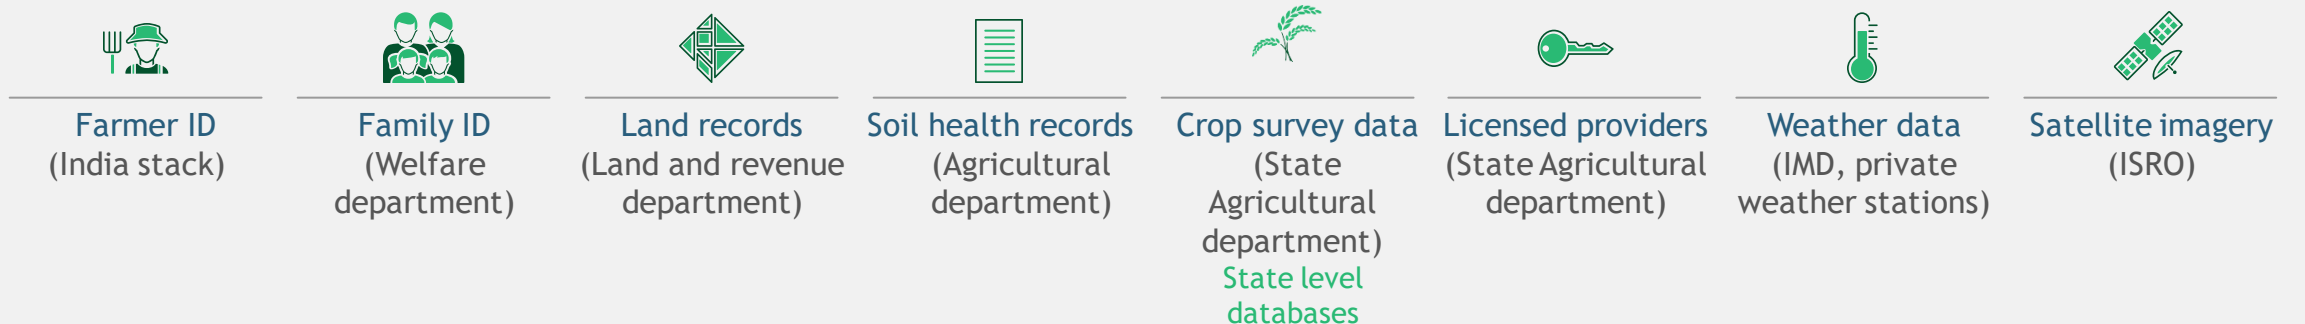 Farmer ID
(India stack)
Family ID
(Welfare
department)
Land records
(Land and revenue
department)
Soil health records
(Agricultural
department)
Crop survey data
(State
Agricultural
department)
State level
databases
Licensed providers
(State Agricultural
department)
Weather data
(IMD, private
weather stations)
Satellite imagery
(ISRO)